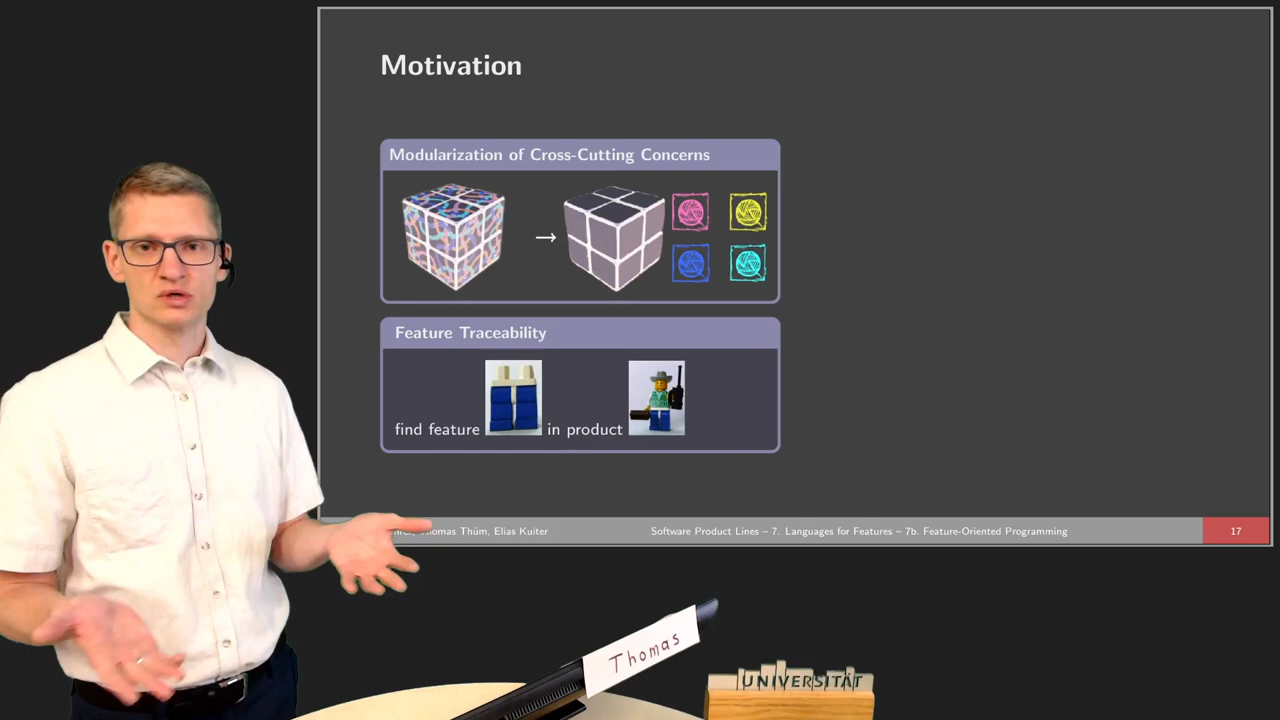 Motivation
Modularization of Cross-Cutting Concerns
→
Feature Traceability
find feature in product
Thomas Thüm, Elias Kuiter
Software Product Lines – 7. Languages for Features – 7b. Feature-Oriented Programming
17
Thomas
UNIVERSITÄT